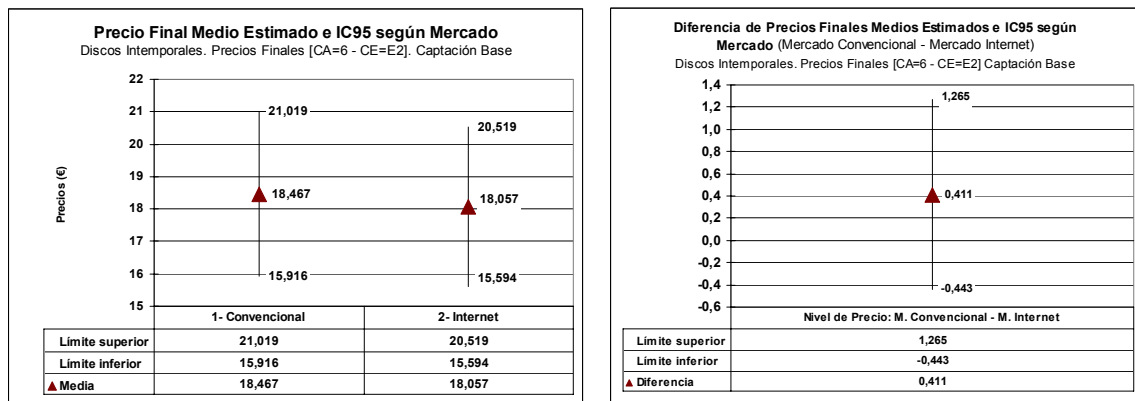 Precio Final Medio Estimado e IC95 según Mercado
Discos Intemporales. Precios Finales [CA=6 - CE=E2]. Captación Base
Precios (€)
22
21
20
19
18
17
16
15
21,019
18,467
15,916
20,519
18,057
15,594
1- Convencional 2- Internet
Límite superior 21,019 20,519
Límite inferior 15,916 15,594
Media 18,467 18,057
Diferencia de Precios Finales Medios Estimados e IC95 según
Mercado (Mercado Convencional - Mercado Internet)
Discos Intemporales. Precios Finales [CA=6 - CE=E2] Captación Base
1,4
1,2
1,0
0,8
0,6
0,4
0,2
0,0
-0,2
-0,4
-0,6
1,265
0,411
-0,443
Nivel de Precio: M. Convencional - M. Internet
Límite superior 1,265
Límite inferior -0,443
Diferencia 0,411